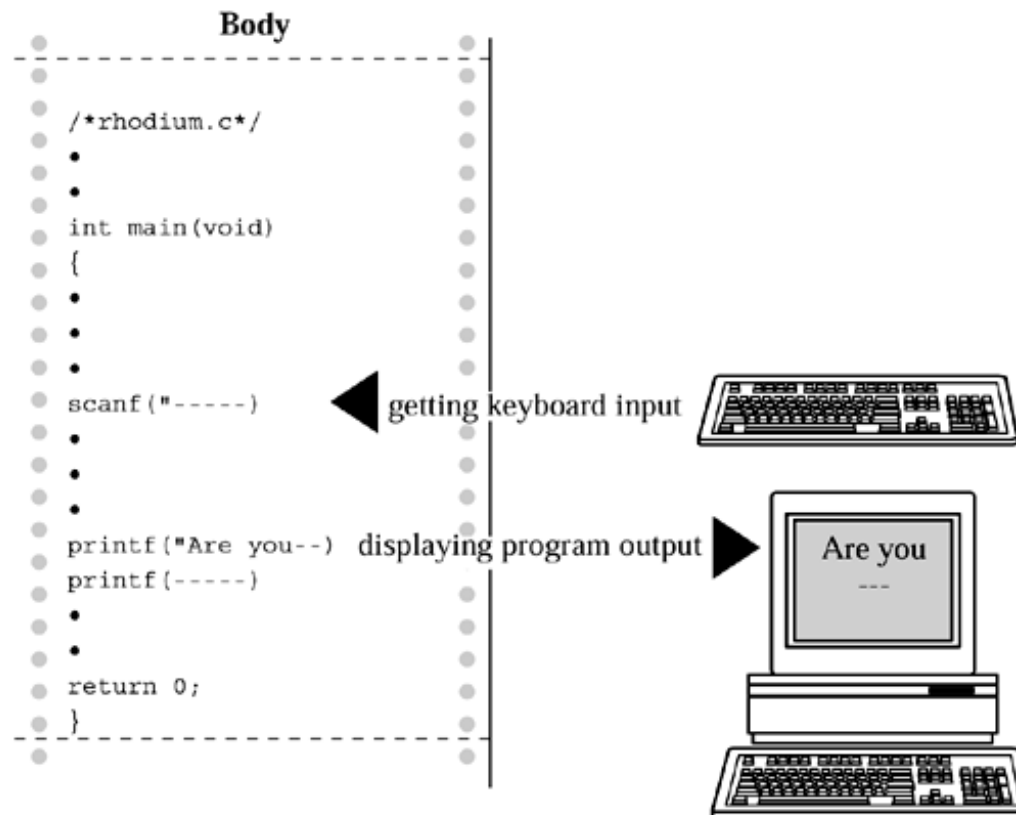 Body
/*rhodium.c*/
•
•
int main(void)
{
•
•
•
scanf("-----)
getting keyboard input
•
•
•
printf("Are you--)
displaying program output
Are you
---
printf(-----)
•
•
return 0;
}